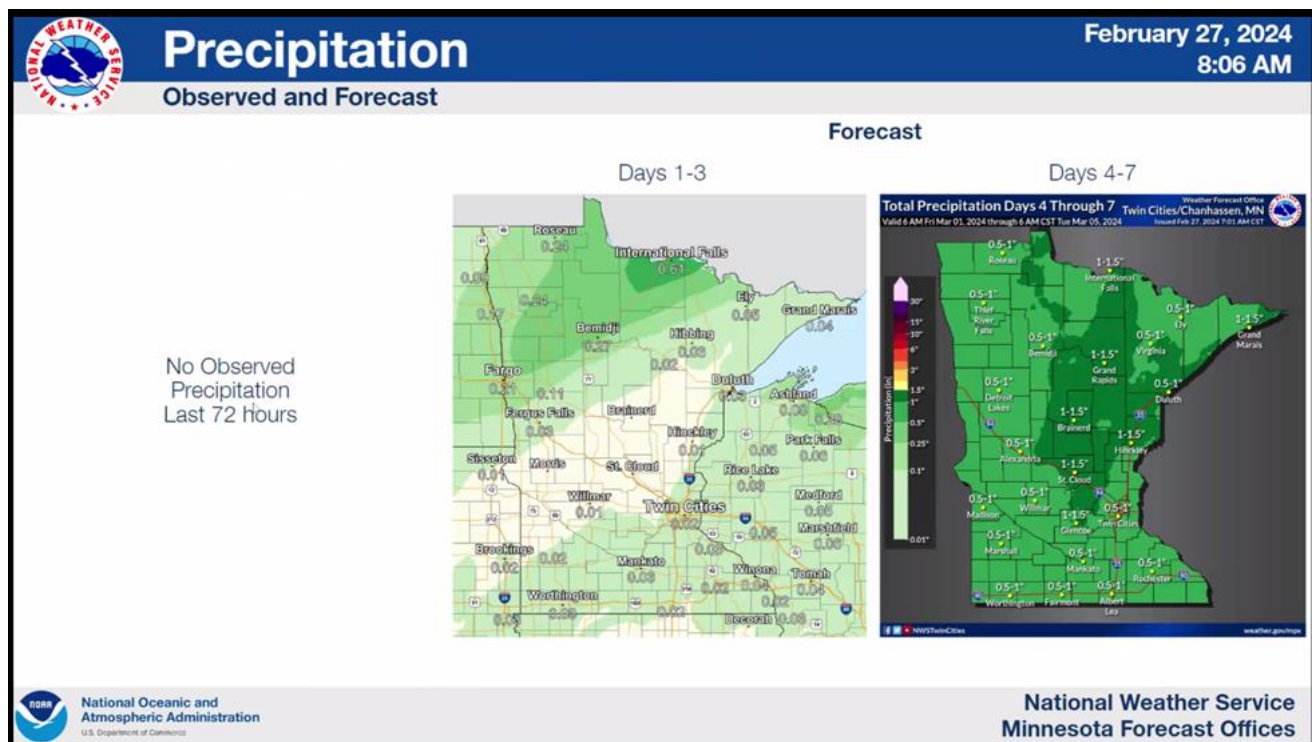 NATIONAL WEATHER SERVICE
Precipitation
February 27, 2024
8:06 AM
Observed and Forecast
Forecast
No Observed
Precipitation
Last 72 hours
Days 1-3
Roseau
0.24
International Falls
0.61
Ely
0.05
Grand Marais
0.04
0.17
Bemidji
Hibbing
0.02
Fargo
0.11
Duluth
Ashland
Fergus Falls
0.03
Brainerd
Hinckley
Park Falls
Sisseton
0.01
Morris
St. Cloud
Rice Lake
0.05
Willmar
0.01
Twin Cities
0.02
Medford
Marshfield
Brookings
0.02
0.02
Mankato
Winona
Tomah
0.04
Worthington
Decorah
Days 4-7
Total Precipitation Days 4 Through 7
Weather Forecast Office
Twin Cities/Chanhassen, MN
Valid 6 AM Fri Mar 01, 2024 through 6 AM CST Tue Mar 05, 2024
Issued Feb 27, 2024 7:01 AM CST
Precipitation (in)
30"
15"
10"
6"
3"
1.5"
1"
0.5"
0.25"
0.1"
0.01"
0.5-1"
Roseau
1-1.5"
International
Falls
0.5-1"
Thief
River
Falls
0.5-1"
Ely
1-1.5"
Grand
Marais
0.5-1"
Bemidji
0.5-1"
Virginia
1-1.5"
Grand
Rapids
0.5-1"
Detroit
Lakes
0.5-1"
Duluth
1-1.5"
Brainerd
1-1.5"
Hinckley
0.5-1"
Alexandria
1-1.5"
St. Cloud
0.5-1"
Madison
0.5-1"
Willmar
1-1.5"
Glencoe
0.5-1"
Twin Cities
0.5-1"
Marshall
0.5-1"
Mankato
0.5-1"
Rochester
0.5-1"
Worthington
0.5-1"
Fairmont
0.5-1"
Albert
Lea
NWSTwinCities
weather.gov/mpx
NOAA
National Oceanic and
Atmospheric Administration
U.S. Department of Commerce
National Weather Service
Minnesota Forecast Offices